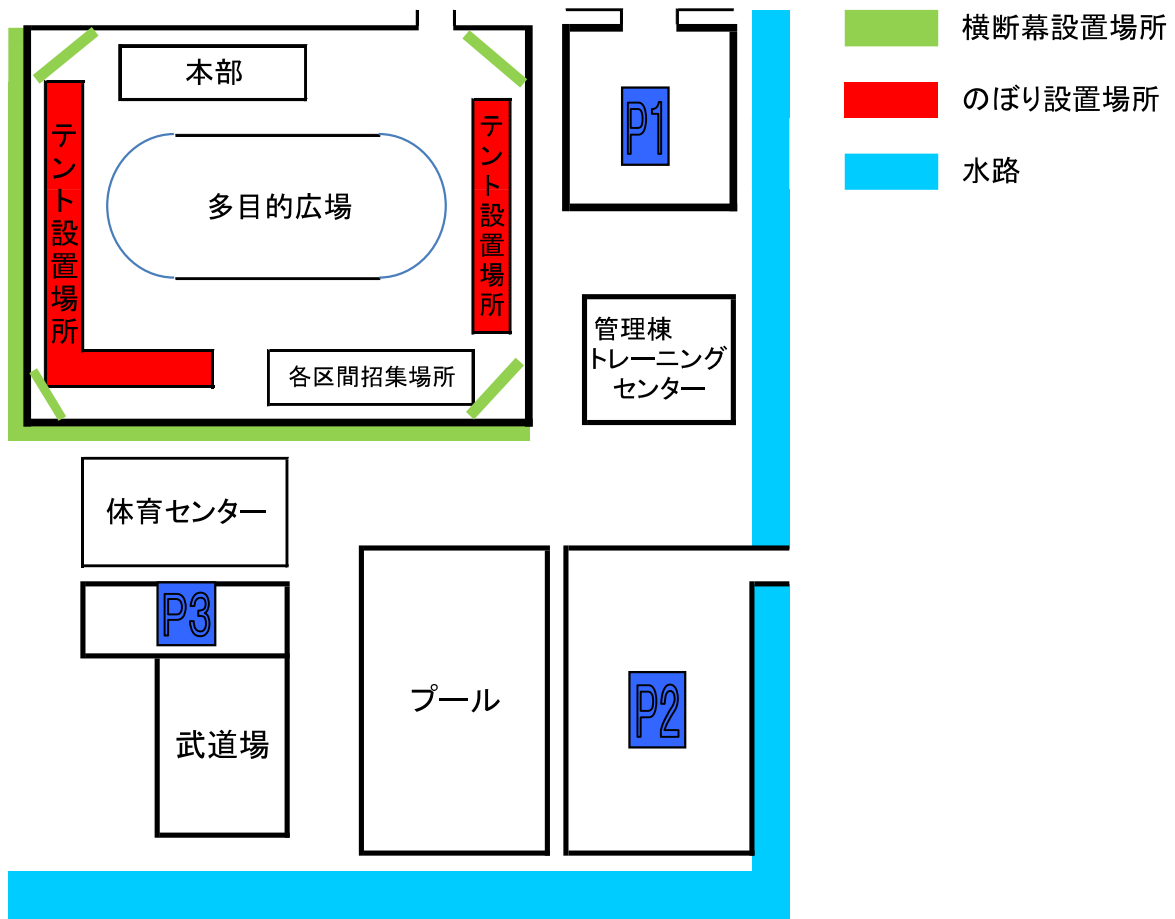 横断幕設置場所
のぼり設置場所
水路
本部
テント設置場所
多目的広場
テント設置場所
各区間招集場所
P1
管理棟
トレーニング
センター
体育センター
P3
武道場
プール
P2